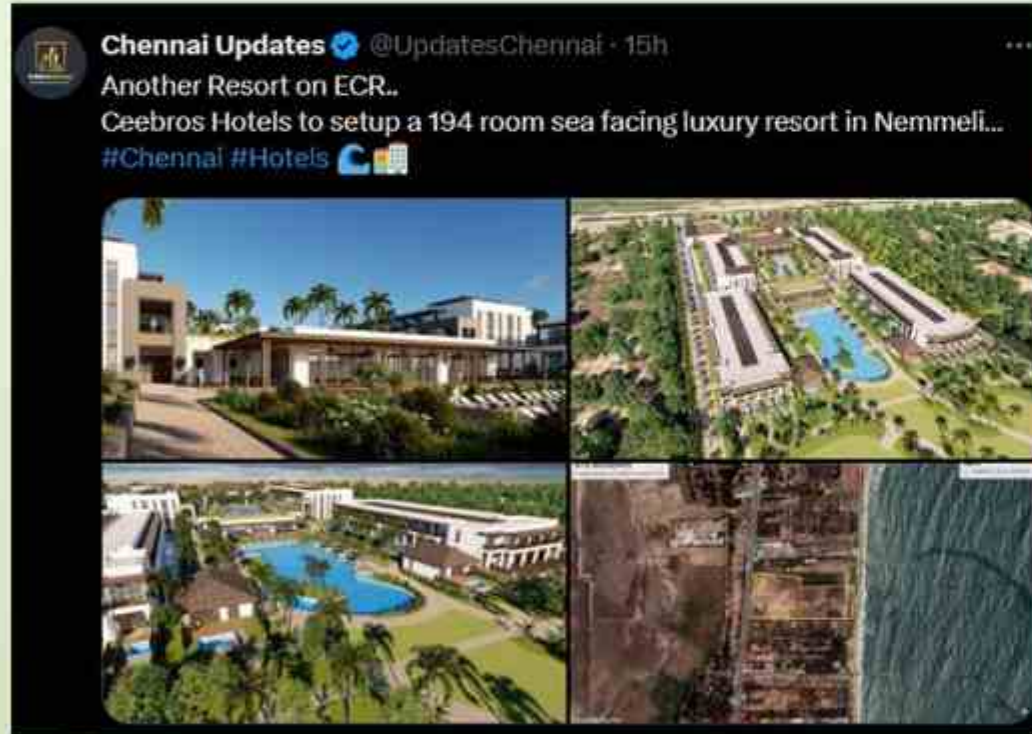 Chennai Updates @UpdatesChennai · 15h
Another Resort on ECR..
Ceebros Hotels to setup a 194 room sea facing luxury resort in Nemmeli...
#Chennai #Hotels 🌊🏨